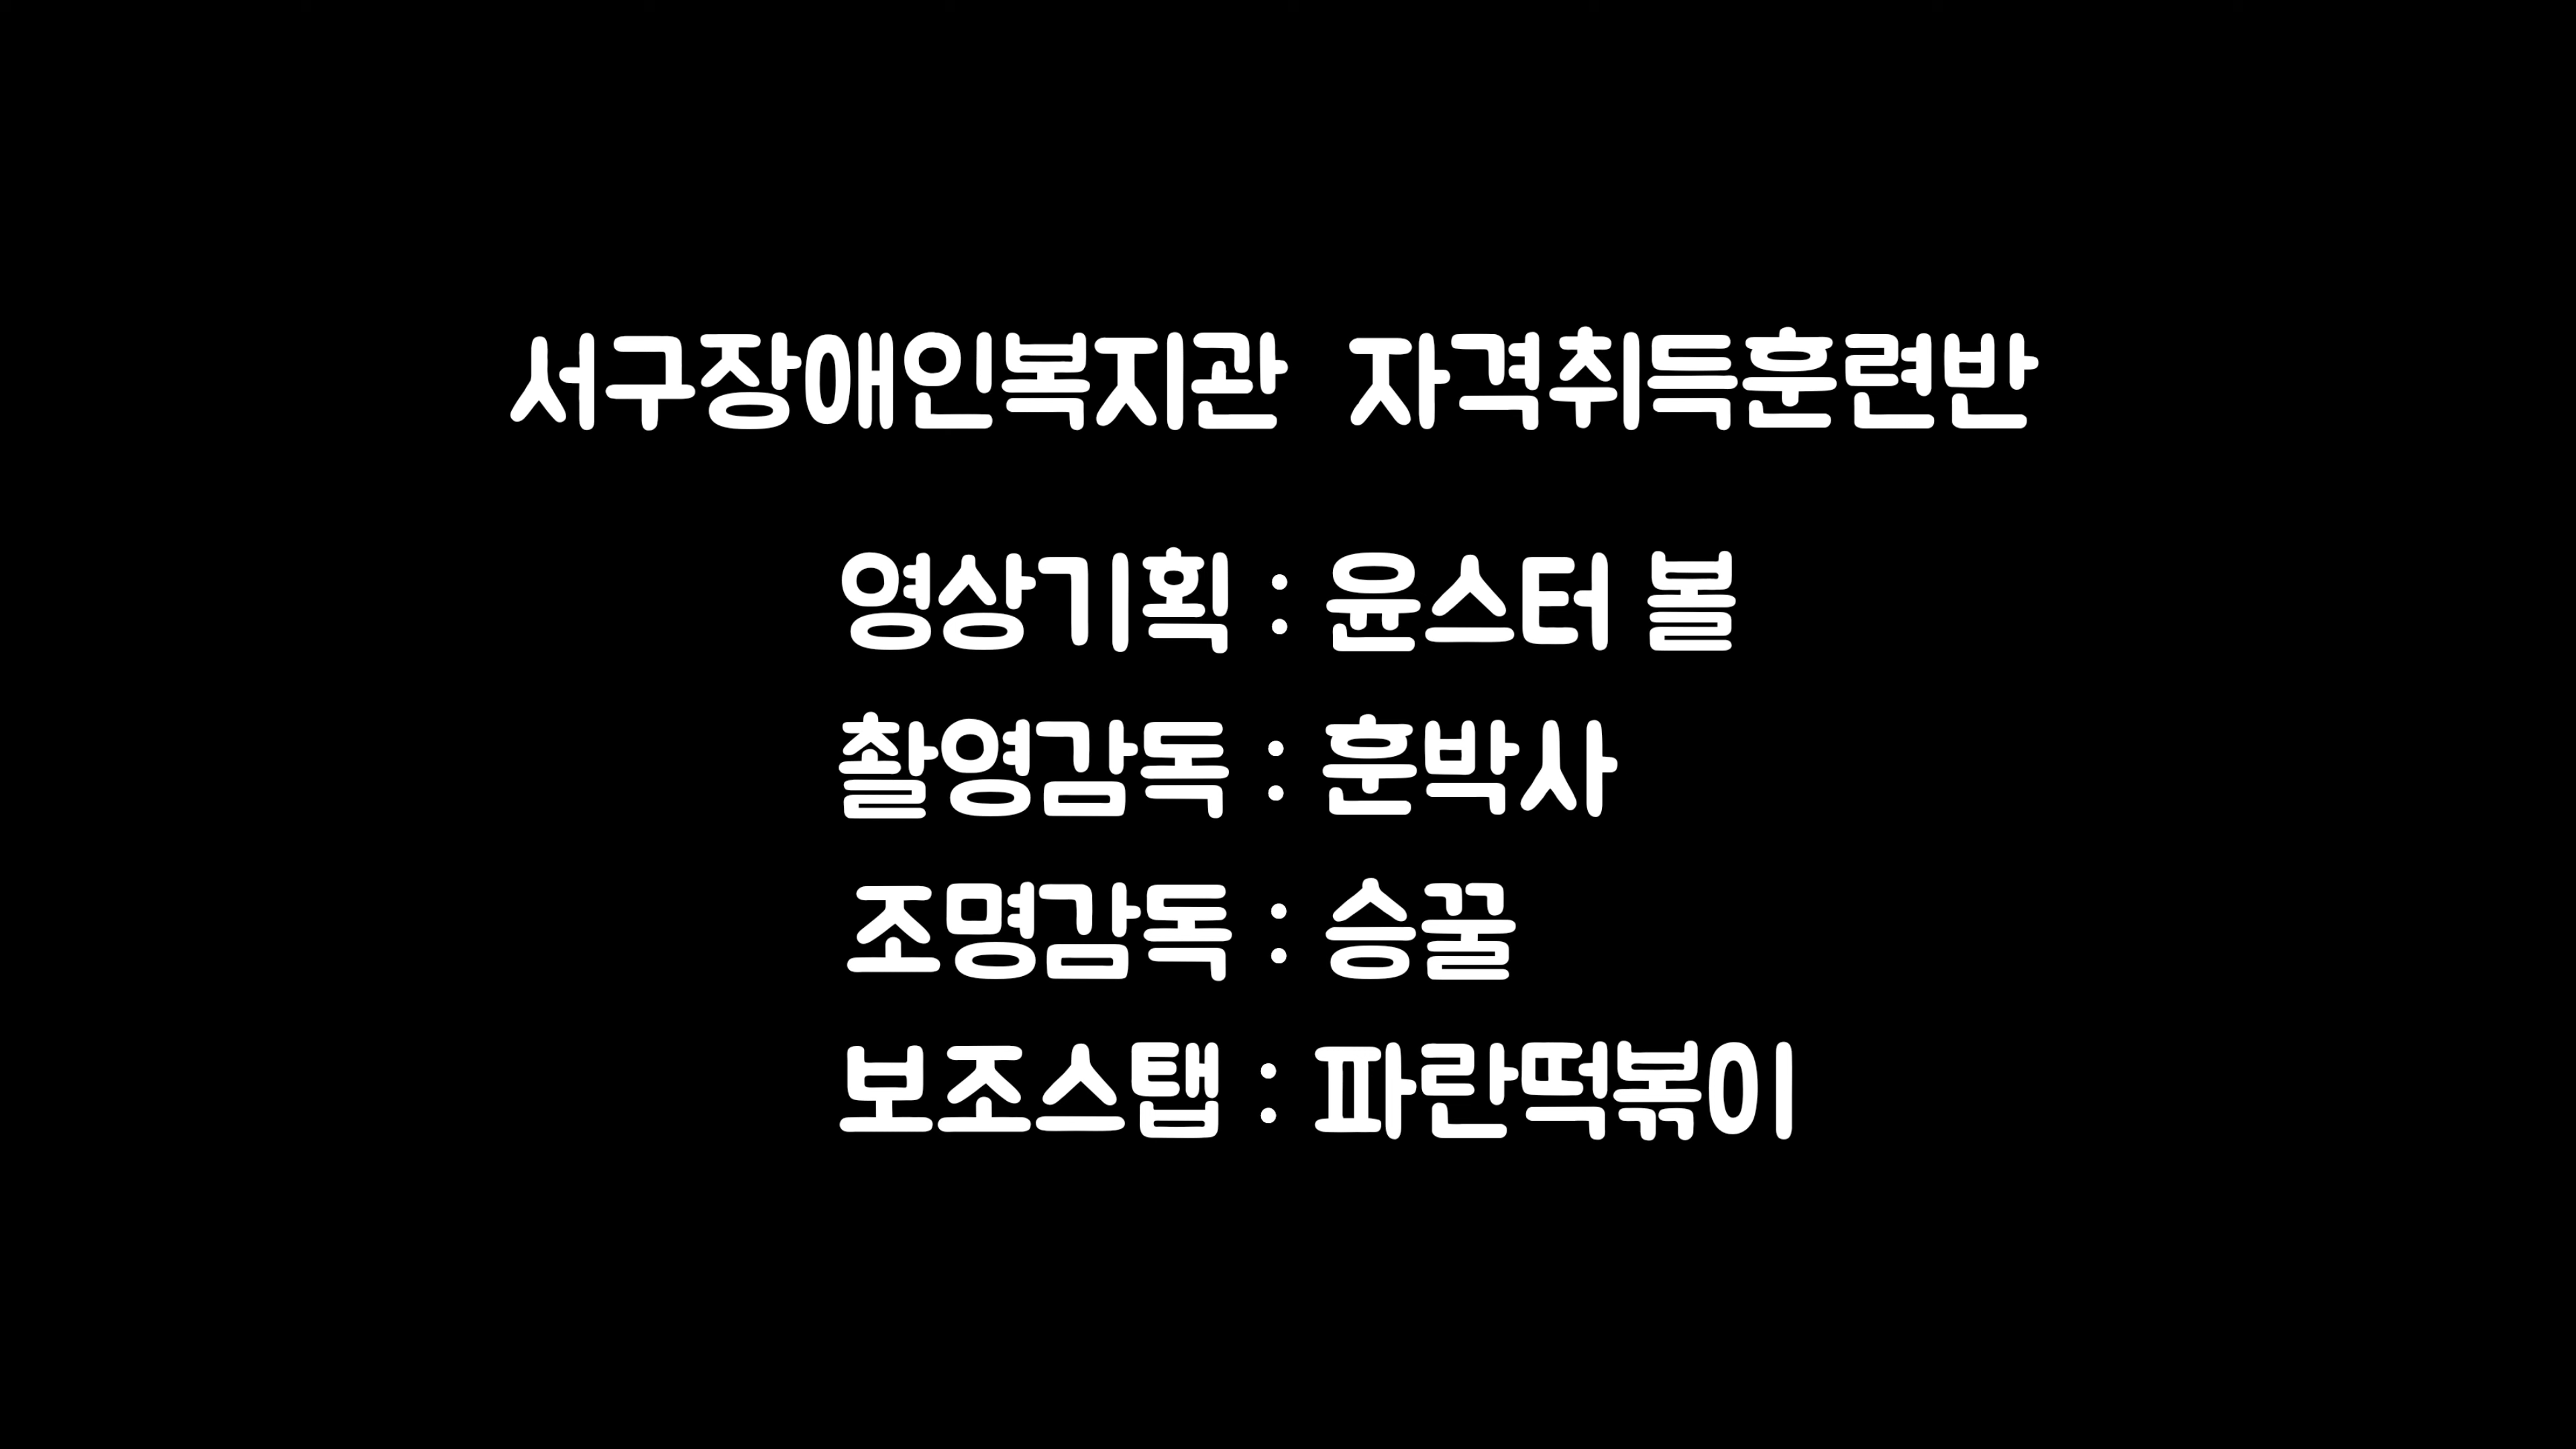 서구장애인복지관 자격취득훈련반
영상기획 : 윤스터 볼
촬영감독 : 훈박사
조명감독 : 승꿀
보조스탭 : 파란떡볶이